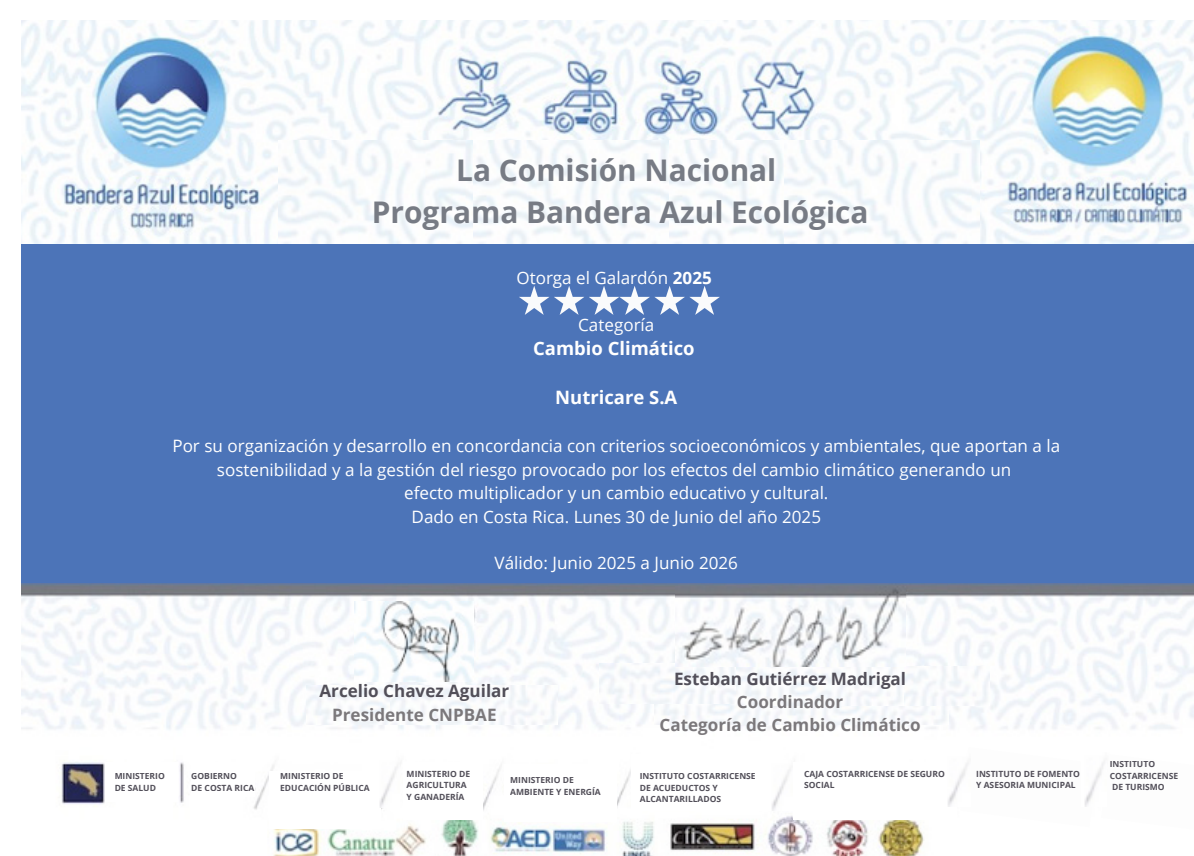 Bandera Azul Ecológica
COSTA RICA
Bandera Azul Ecológica
COSTA RICA / CAMBIO CLIMÁTICO
La Comisión Nacional
Programa Bandera Azul Ecológica
Otorga el Galardón 2025
Categoría
Cambio Climático
Nutricare S.A
Por su organización y desarrollo en concordancia con criterios socioeconómicos y ambientales, que aportan a la
sostenibilidad y a la gestión del riesgo provocado por los efectos del cambio climático generando un
efecto multiplicador y un cambio educativo y cultural.
Dado en Costa Rica. Lunes 30 de Junio del año 2025
Válido: Junio 2025 a Junio 2026
Arcelio Chavez Aguilar
Presidente CNPBAE
Esteban Gutiérrez Madrigal
Coordinador
Categoría de Cambio Climático
MINISTERIO
DE SALUD
GOBIERNO
DE COSTA RICA
MINISTERIO DE
EDUCACIÓN PÚBLICA
MINISTERIO DE
AGRICULTURA
Y GANADERÍA
MINISTERIO DE
AMBIENTE Y ENERGÍA
INSTITUTO COSTARRICENSE
DE ACUEDUCTOS Y
ALCANTARILLADOS
CAJA COSTARRICENSE DE SEGURO
SOCIAL
INSTITUTO DE FOMENTO
Y ASESORIA MUNICIPAL
INSTITUTO
COSTARRICENSE
DE TURISMO
ice
Canatur
AED
United
Way
UNGL
cfia